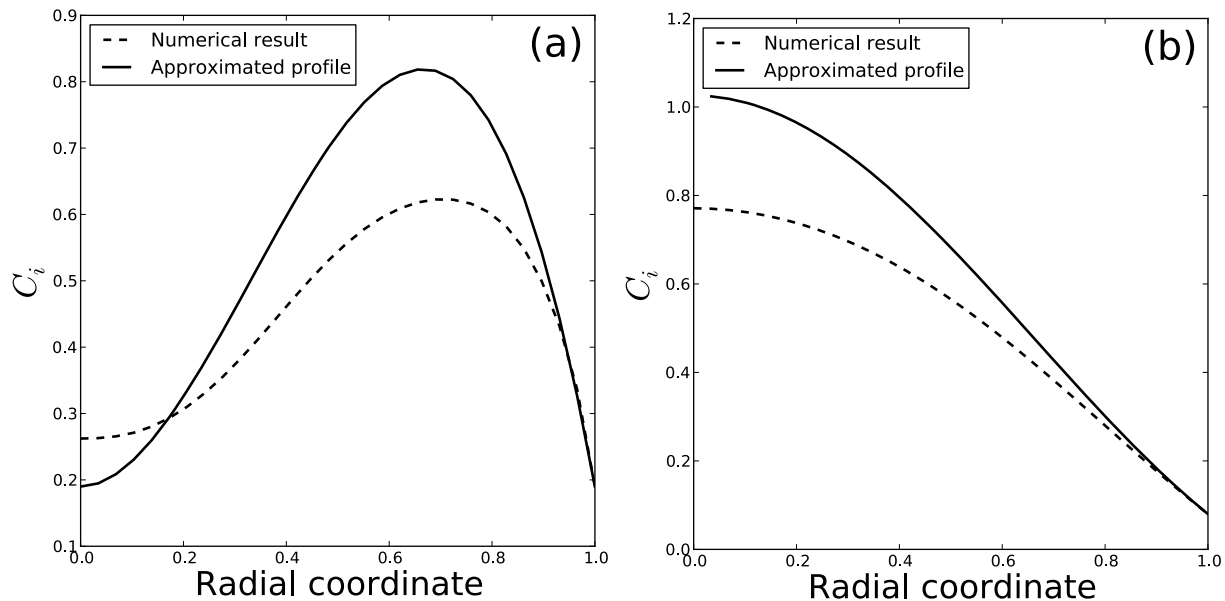 0.9
0.8
0.7
0.6
0.5
0.4
0.3
0.2
0.1
C_i
Numerical result
Approximated profile
(a)
0.0 0.2 0.4 0.6 0.8 1.0
Radial coordinate
1.2
1.0
0.8
0.6
0.4
0.2
0.0
C_i
Numerical result
Approximated profile
(b)
0.0 0.2 0.4 0.6 0.8 1.0
Radial coordinate